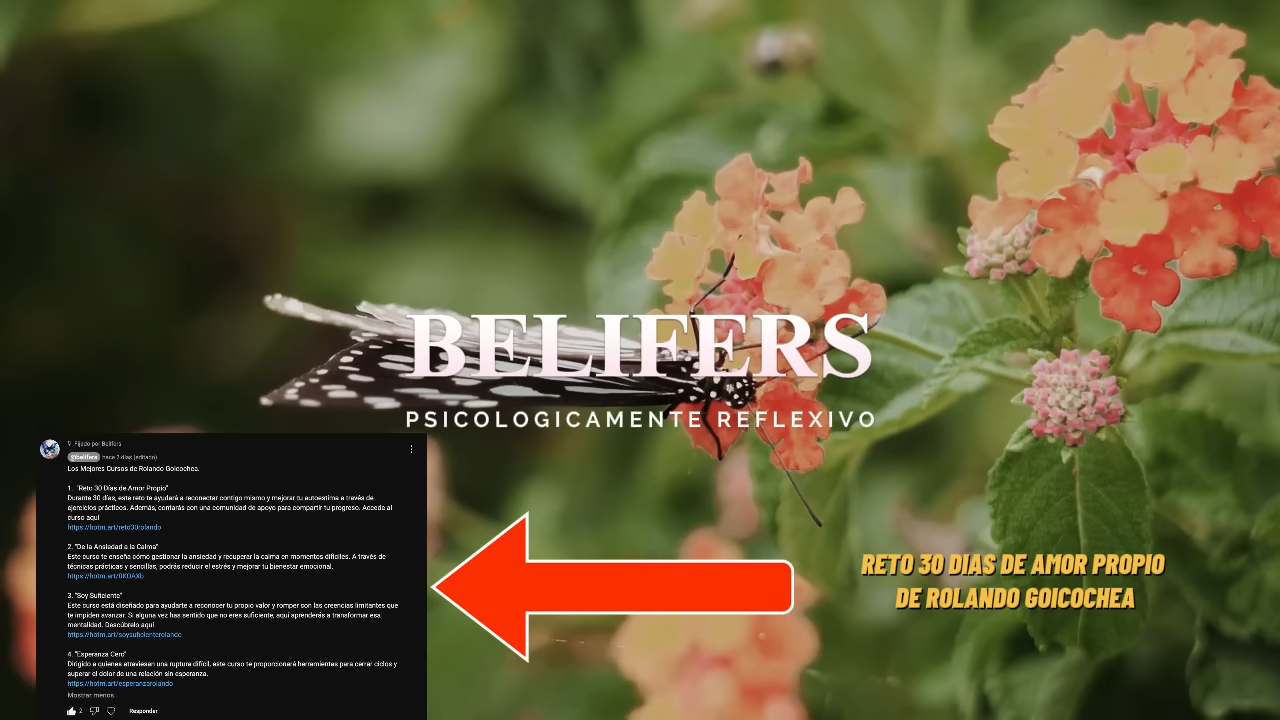 BELIFERS
PSICOLOGICAMENTE REFLEXIVO
Fijado por Belifers
@belifers hace 2 días (editado)
Los Mejores Cursos de Rolando Goicochea.
1. "Reto 30 Días de Amor Propio"
Durante 30 días, este reto te ayudará a reconectar contigo mismo y mejorar tu autoestima a través de
ejercicios prácticos. Además, contarás con una comunidad de apoyo para compartir tu progreso. Accede al
curso aquí
https://hotm.art/reto30rolando
2. "De la Ansiedad a la Calma"
Este curso te enseña cómo gestionar la ansiedad y recuperar la calma en momentos difíciles. A través de
técnicas prácticas y sencillas, podrás reducir el estrés y mejorar tu bienestar emocional.
https://hotm.art/0KOAXb
3. "Soy Suficiente"
Este curso está diseñado para ayudarte a reconocer tu propio valor y romper con las creencias limitantes que
te impiden avanzar. Si alguna vez has sentido que no eres suficiente, aquí aprenderás a transformar esa
mentalidad. Descúbrelo aquí
https://hotm.art/soysuficienterolando
4. "Esperanza Cero"
Dirigido a quienes atraviesan una ruptura difícil, este curso te proporcionará herramientas para cerrar ciclos y
superar el dolor de una relación sin esperanza.
https://hotm.art/esperanzarolando
Mostrar menos
2
Responder
RETO 30 DIAS DE AMOR PROPIO
DE ROLANDO GOICOCHEA